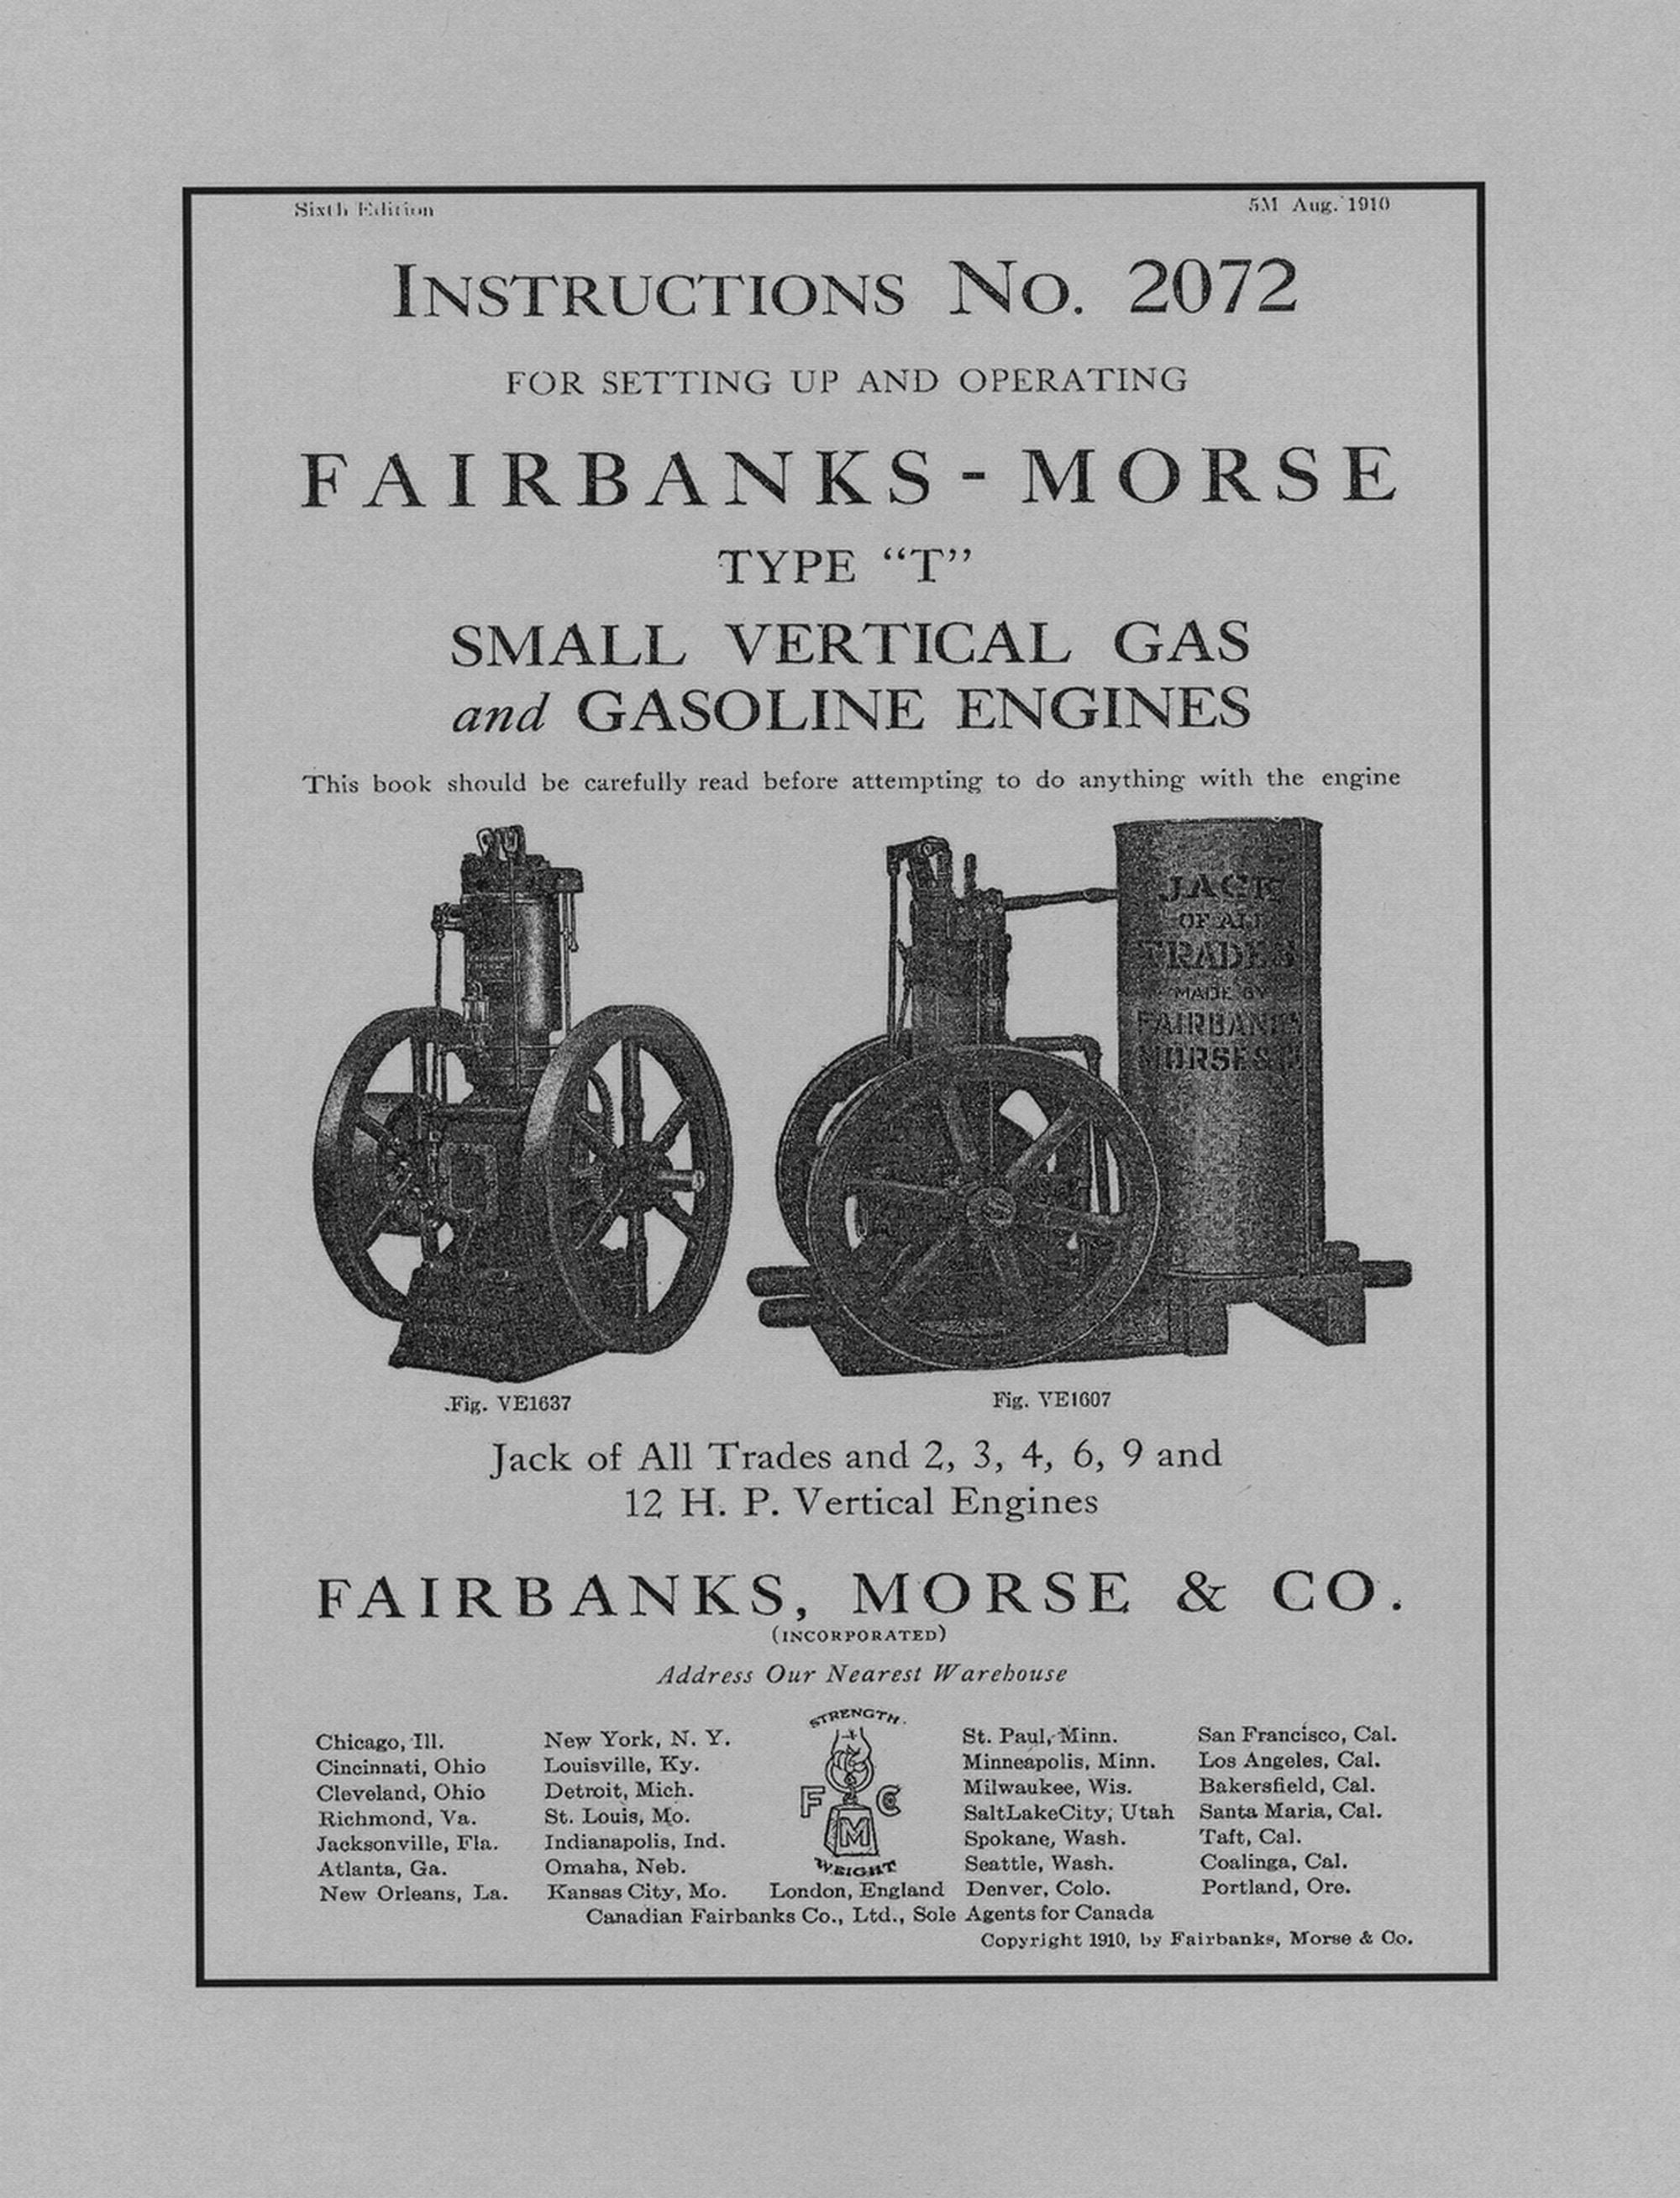 Sixth Edition
5M Aug. 1910
INSTRUCTIONS NO. 2072
FOR SETTING UP AND OPERATING
FAIRBANKS - MORSE
TYPE “T”
SMALL VERTICAL GAS
and GASOLINE ENGINES
This book should be carefully read before attempting to do anything with the engine
JACK
OF ALL
TRADES
MADE BY
FAIRBANKS
MORSE &
Fig. VE1637
Fig. VE1607
Jack of All Trades and 2, 3, 4, 6, 9 and
12 H. P. Vertical Engines
FAIRBANKS, MORSE & CO.
(INCORPORATED)
Address Our Nearest Warehouse
Chicago, Ill.
Cincinnati, Ohio
Cleveland, Ohio
Richmond, Va.
Jacksonville, Fla.
Atlanta, Ga.
New Orleans, La.
New York, N. Y.
Louisville, Ky.
Detroit, Mich.
St. Louis, Mo.
Indianapolis, Ind.
Omaha, Neb.
Kansas City, Mo.
STRENGTH
F C
M
WEIGHT
London, England
St. Paul, Minn.
Minneapolis, Minn.
Milwaukee, Wis.
SaltLakeCity, Utah
Spokane, Wash.
Seattle, Wash.
Denver, Colo.
San Francisco, Cal.
Los Angeles, Cal.
Bakersfield, Cal.
Santa Maria, Cal.
Taft, Cal.
Coalinga, Cal.
Portland, Ore.
Canadian Fairbanks Co., Ltd., Sole Agents for Canada
Copyright 1910, by Fairbanks, Morse & Co.